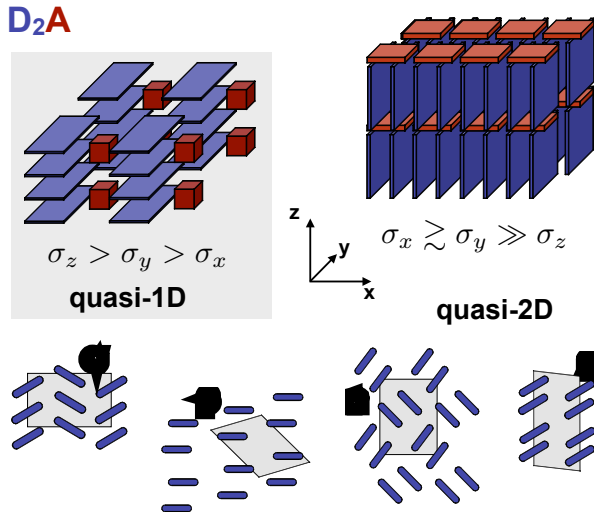 D₂A
z
y
x
σ_z > σ_y > σ_x
σ_x ≳ σ_y ≫ σ_z
quasi-1D
quasi-2D